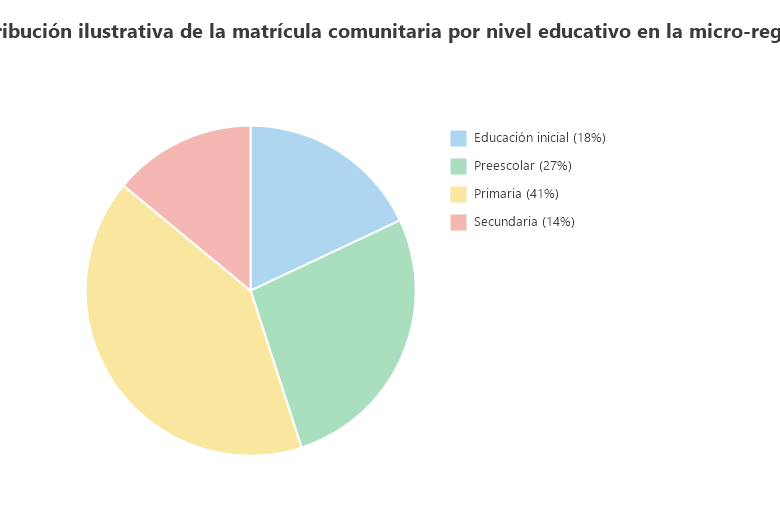 ribución ilustrativa de la matrícula comunitaria por nivel educativo en la micro-reg
Educación inicial (18%)
Preescolar (27%)
Primaria (41%)
Secundaria (14%)